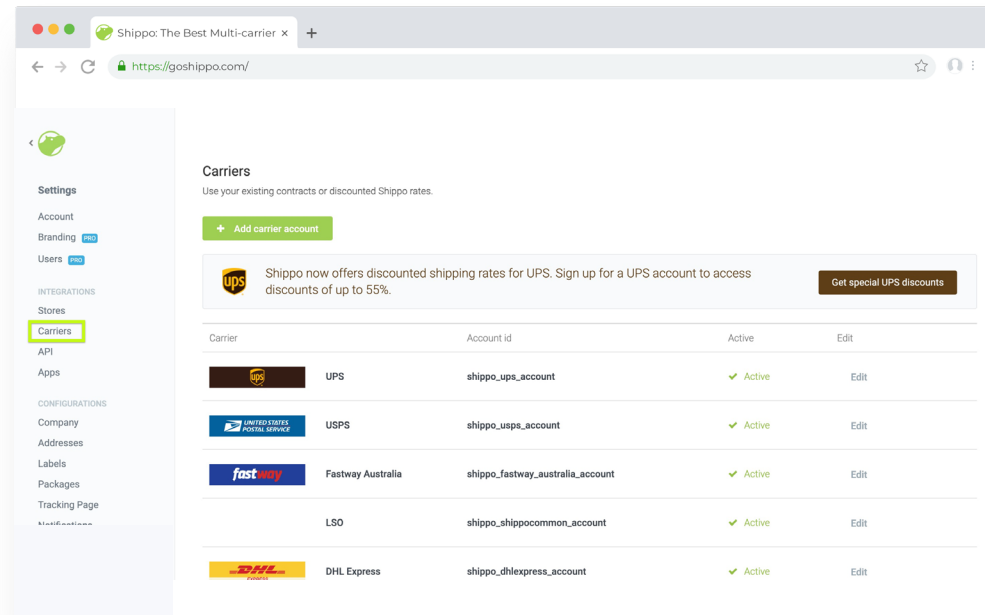 Shippo: The Best Multi-carrier
https://goshippo.com/
Settings
Account
Branding PRO
Users PRO
INTEGRATIONS
Stores
Carriers
API
Apps
CONFIGURATIONS
Company
Addresses
Labels
Packages
Tracking Page
Notifications
Carriers
Use your existing contracts or discounted Shippo rates.
+ Add carrier account
ups
Shippo now offers discounted shipping rates for UPS. Sign up for a UPS account to access
discounts of up to 55%.
Get special UPS discounts
Carrier Account id Active Edit
ups UPS shippo_ups_account Active Edit
UNITED STATES
POSTAL SERVICE USPS shippo_usps_account Active Edit
fastway Fastway Australia shippo_fastway_australia_account Active Edit
LSO shippo_shippocommon_account Active Edit
DHL
EXPRESS DHL Express shippo_dhlexpress_account Active Edit